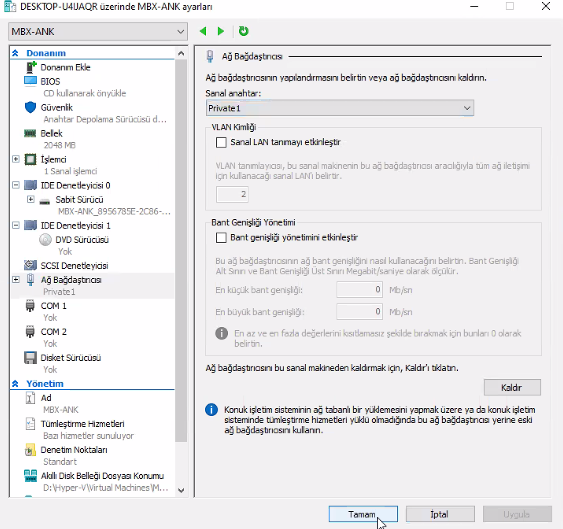 DESKTOP-U4UAQR üzerinde MBX-ANK ayarları
MBX-ANK
Donanım
Donanım Ekle
BIOS
CD kullanarak önyükle
Güvenlik
Anahtar Depolama Sürücüsü d...
Bellek
2048 MB
İşlemci
1 Sanal işlemci
IDE Denetleyicisi 0
Sabit Sürücü
MBX-ANK_8956785E-2C86-...
IDE Denetleyicisi 1
DVD Sürücüsü
Yok
SCSI Denetleyicisi
Ağ Bağdaştırıcısı
Private1
COM 1
Yok
COM 2
Yok
Disket Sürücüsü
Yok
Yönetim
Ad
MBX-ANK
Tümleştirme Hizmetleri
Bazı hizmetler sunuluyor
Denetim Noktaları
Standart
Akıllı Disk Belleği Dosyası Konumu
D:\Hyper-V\Virtual Machines\M...
Ağ Bağdaştırıcısı
Ağ bağdaştırıcısının yapılandırmasını belirtin veya ağ bağdaştırıcısını kaldırın.
Sanal anahtar:
Private1
VLAN Kimliği
Sanal LAN tanımayı etkinleştir
VLAN tanımlayıcısı, bu sanal makinenin bu ağ bağdaştırıcısı aracılığıyla tüm ağ iletişimi
için kullanacağı sanal LAN'ı belirtir.
2
Bant Genişliği Yönetimi
Bant genişliği yönetimini etkinleştir
Bu ağ bağdaştırıcısının ağ bant genişliğini nasıl kullanacağını belirtin. Bant Genişliği
Alt Sınırı ve Bant Genişliği Üst Sınırı Megabit/saniye olarak ölçülür.
En küçük bant genişliği: 0 Mb/sn
En büyük bant genişliği: 0 Mb/sn
En az ve en fazla değerlerini kısıtlamasız şekilde bırakmak için bunları 0 olarak
belirtin.
Ağ bağdaştırıcısını bu sanal makineden kaldırmak için, Kaldır'ı tıklatın.
Kaldır
Konuk işletim sisteminin ağ tabanlı bir yüklemesini yapmak üzere ya da konuk işletim
sisteminde tümleştirme hizmetleri yüklü olmadığında bu ağ bağdaştırıcısı yerine eski
ağ bağdaştırıcısını kullanın.
Tamam
İptal
Uygula